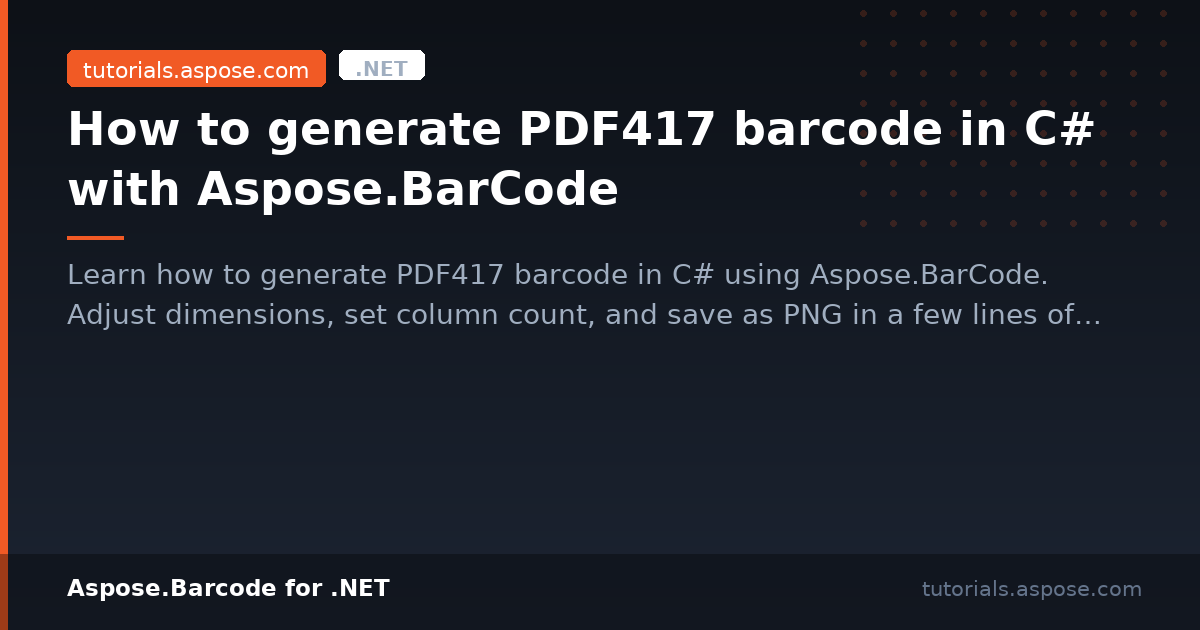 tutorials.aspose.com
.NET
How to generate PDF417 barcode in C#
with Aspose.BarCode
Learn how to generate PDF417 barcode in C# using Aspose.BarCode.
Adjust dimensions, set column count, and save as PNG in a few lines of…
Aspose.Barcode for .NET
tutorials.aspose.com